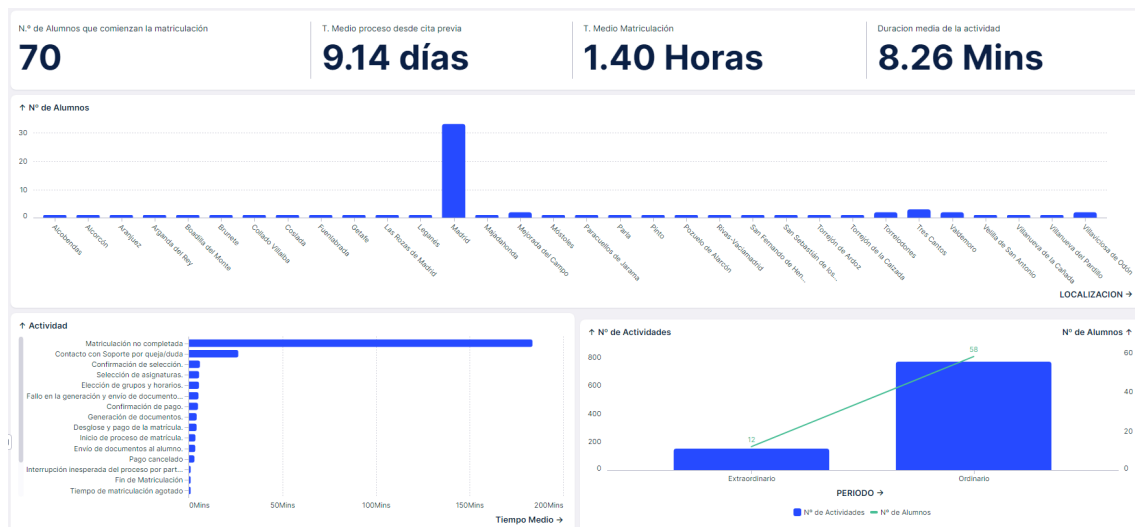 N.º de Alumnos que comienzan la matriculación
70
T. Medio proceso desde cita previa
9.14 días
T. Medio Matriculación
1.40 Horas
Duracion media de la actividad
8.26 Mins
↑ Nº de Alumnos
30
20
10
0
Alcobendas
Alcorcón
Aranjuez
Arganda del Rey
Boadilla del Monte
Brunete
Collado Villalba
Coslada
Fuenlabrada
Getafe
Las Rozas de Madrid
Leganés
Madrid
Majadahonda
Mejorada del Campo
Móstoles
Paracuellos de Jarama
Parla
Pinto
Pozuelo de Alarcón
Rivas-Vaciamadrid
San Fernando de Hen...
San Sebastián de los...
Torrejón de Ardoz
Torrejón de la Calzada
Torrelodones
Tres Cantos
Valdemoro
Velilla de San Antonio
Villanueva de la Cañada
Villanueva del Pardillo
Villaviciosa de Odón
LOCALIZACION →
↑ Actividad
Matriculación no completada
Contacto con Soporte por queja/duda
Confirmación de selección.
Selección de asignaturas.
Elección de grupos y horarios.
Fallo en la generación y envío de documento...
Confirmación de pago.
Generación de documentos.
Desglose y pago de la matrícula.
Inicio de proceso de matrícula.
Envío de documentos al alumno.
Pago cancelado
Interrupción inesperada del proceso por part...
Fin de Matriculación
Tiempo de matriculación agotado
0Mins
50Mins
100Mins
150Mins
200Mins
Tiempo Medio →
↑ Nº de Actividades
Nº de Alumnos ↑
800
600
400
200
0
60
40
20
0
12
58
Extraordinario
Ordinario
PERIODO →
Nº de Actividades
Nº de Alumnos